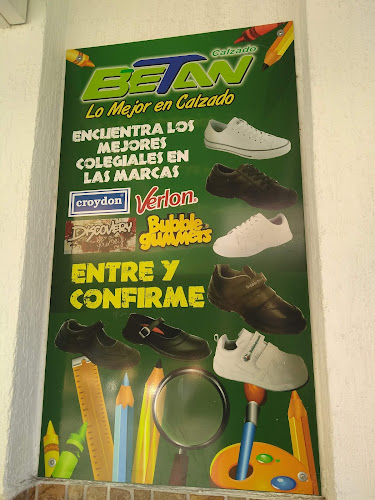 Calzado
BETAN
Lo Mejor en Calzado
ENCUENTRA LOS
MEJORES
COLEGIALES EN
LAS MARCAS
croydon
Verlon.
DISCOVERY
Bubble
gummers
ENTRE Y
CONFIRME